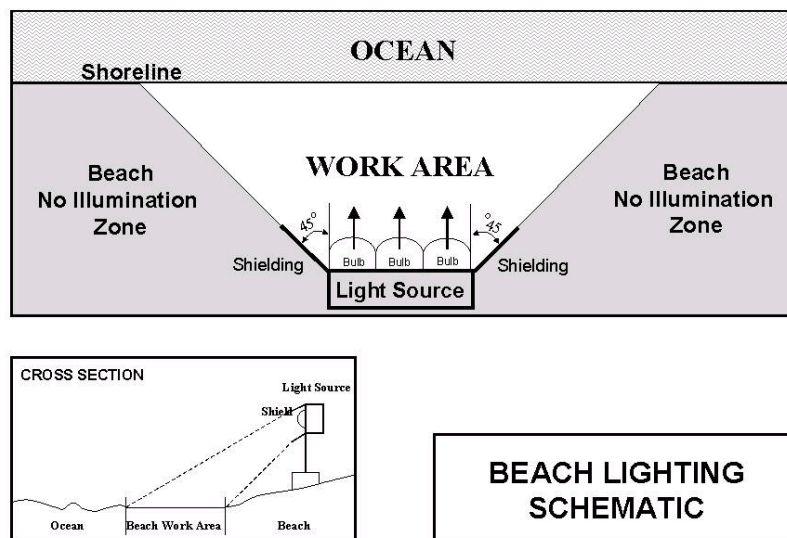 OCEAN
Shoreline
WORK AREA
Beach
No Illumination
Zone
Beach
No Illumination
Zone
45°
°45
Shielding
Bulb
Bulb
Bulb
Shielding
Light Source
CROSS SECTION
Light Source
Shield
Ocean
Beach Work Area
Beach
BEACH LIGHTING
SCHEMATIC